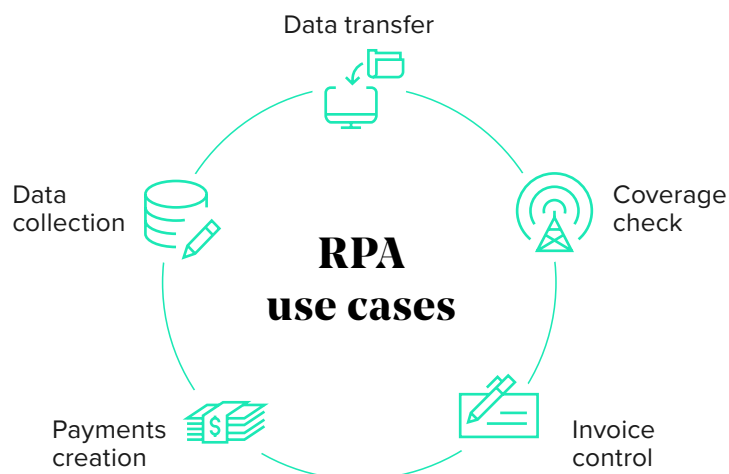 Data transfer
Data
collection
Coverage
check
RPA
use cases
$
Payments
creation
Invoice
control